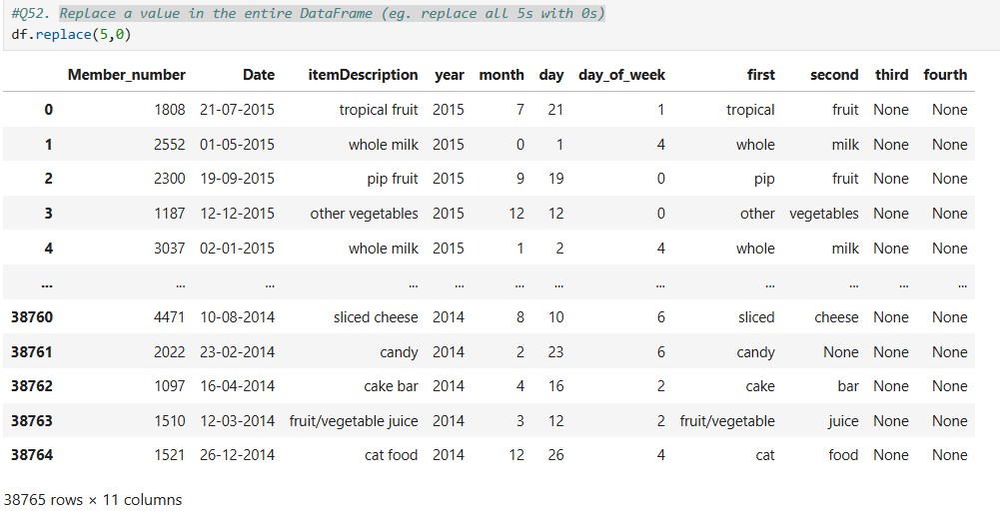 #Q52. Replace a value in the entire DataFrame (eg. replace all 5s with 0s)
df.replace(5,0)
Member_number Date itemDescription year month day day_of_week first second third fourth
0 1808 21-07-2015 tropical fruit 2015 7 21 1 tropical fruit None None
1 2552 01-05-2015 whole milk 2015 0 1 4 whole milk None None
2 2300 19-09-2015 pip fruit 2015 9 19 0 pip fruit None None
3 1187 12-12-2015 other vegetables 2015 12 12 0 other vegetables None None
4 3037 02-01-2015 whole milk 2015 1 2 4 whole milk None None
... ... ... ... ... ... ... ... ... ... ... ...
38760 4471 10-08-2014 sliced cheese 2014 8 10 6 sliced cheese None None
38761 2022 23-02-2014 candy 2014 2 23 6 candy None None None
38762 1097 16-04-2014 cake bar 2014 4 16 2 cake bar None None
38763 1510 12-03-2014 fruit/vegetable juice 2014 3 12 2 fruit/vegetable juice None None
38764 1521 26-12-2014 cat food 2014 12 26 4 cat food None None
38765 rows × 11 columns